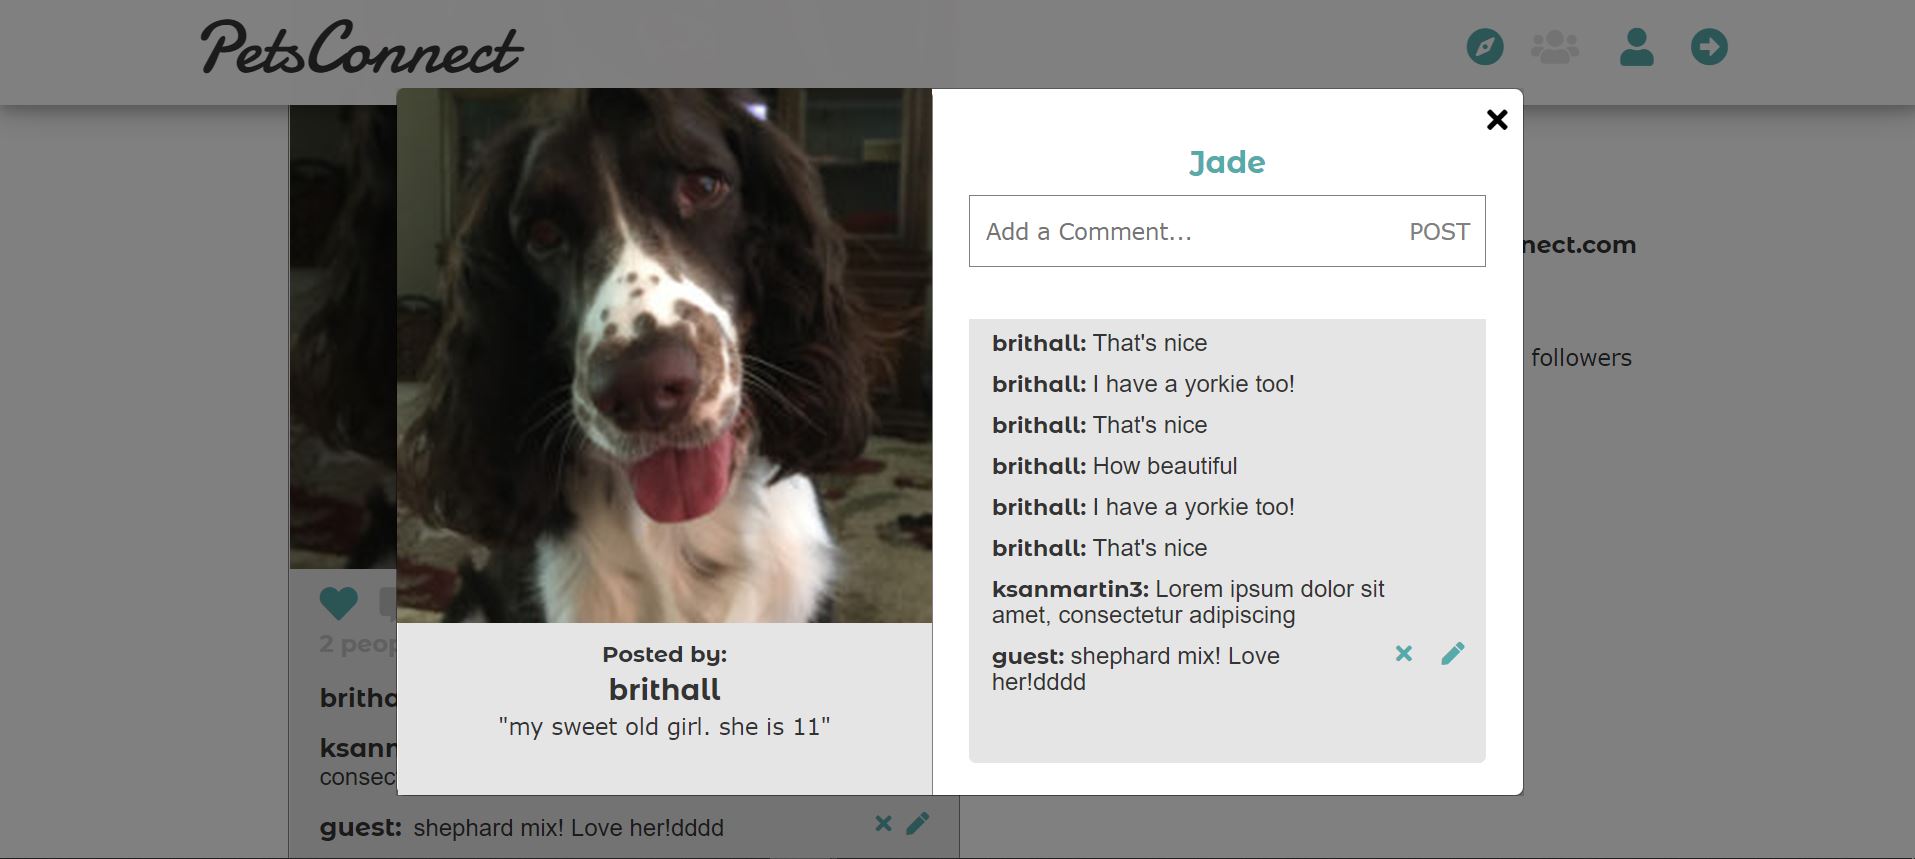 PetsConnect
Jade
Add a Comment...
POST
brithall: That's nice
brithall: I have a yorkie too!
brithall: That's nice
brithall: How beautiful
brithall: I have a yorkie too!
brithall: That's nice
ksanmartin3: Lorem ipsum dolor sit
amet, consectetur adipiscing
guest: shephard mix! Love
her!dddd
Posted by:
brithall
"my sweet old girl. she is 11"
nect.com
followers
2 peop
britha
ksann
consec
guest: shephard mix! Love her!dddd